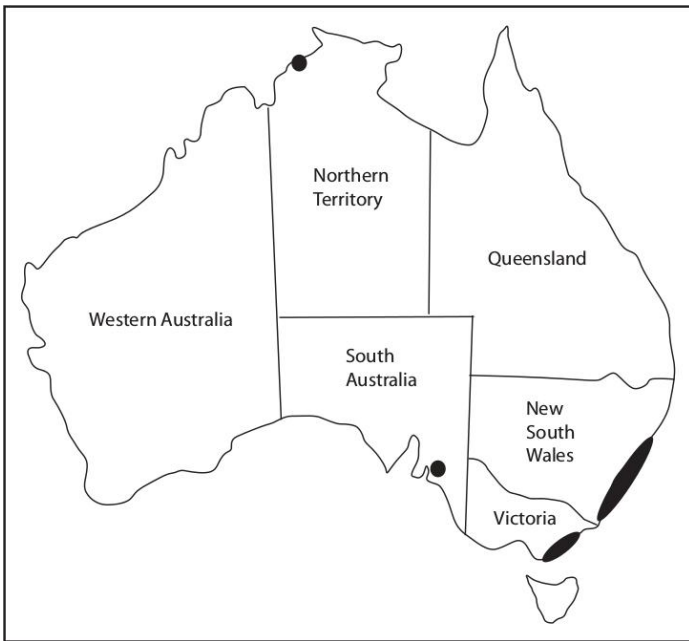 Northern
Territory
Queensland
Western Australia
South
Australia
New
South
Wales
Victoria